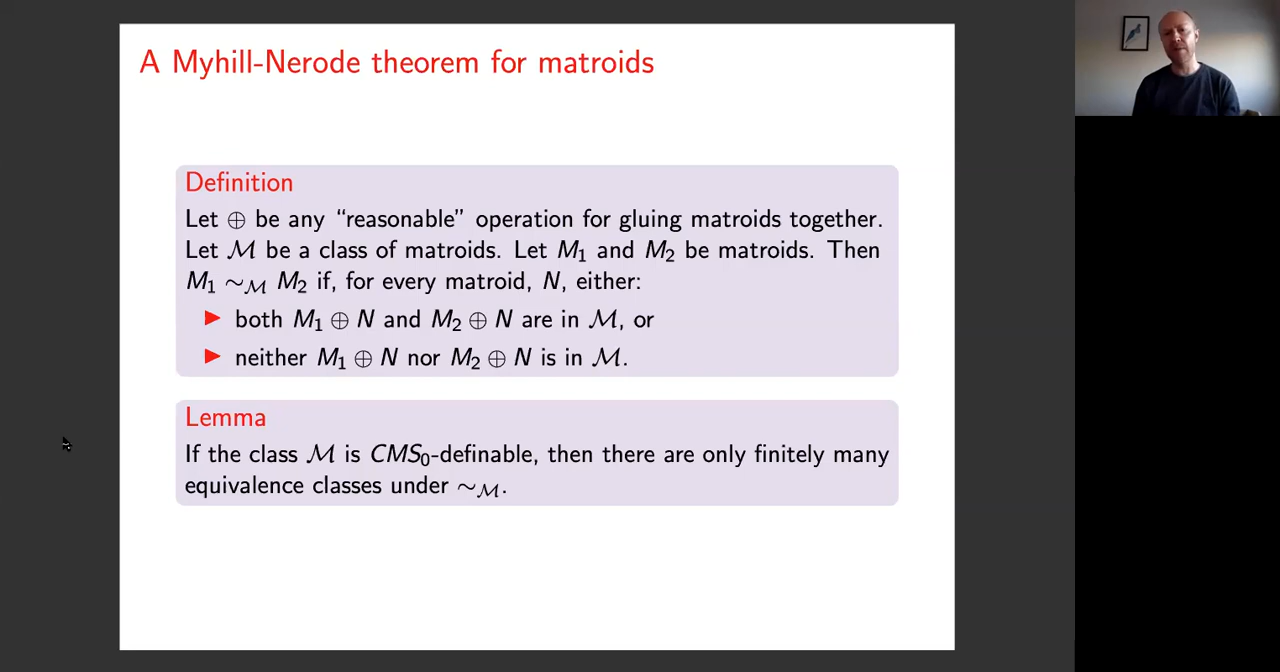 A Myhill-Nerode theorem for matroids
Definition
Let ⊕ be any “reasonable” operation for gluing matroids together.
Let ℳ be a class of matroids. Let M₁ and M₂ be matroids. Then
M₁ ∼_ℳ M₂ if, for every matroid, N, either:
▶ both M₁ ⊕ N and M₂ ⊕ N are in ℳ, or
▶ neither M₁ ⊕ N nor M₂ ⊕ N is in ℳ.
Lemma
If the class ℳ is CMS₀-definable, then there are only finitely many
equivalence classes under ∼_ℳ.